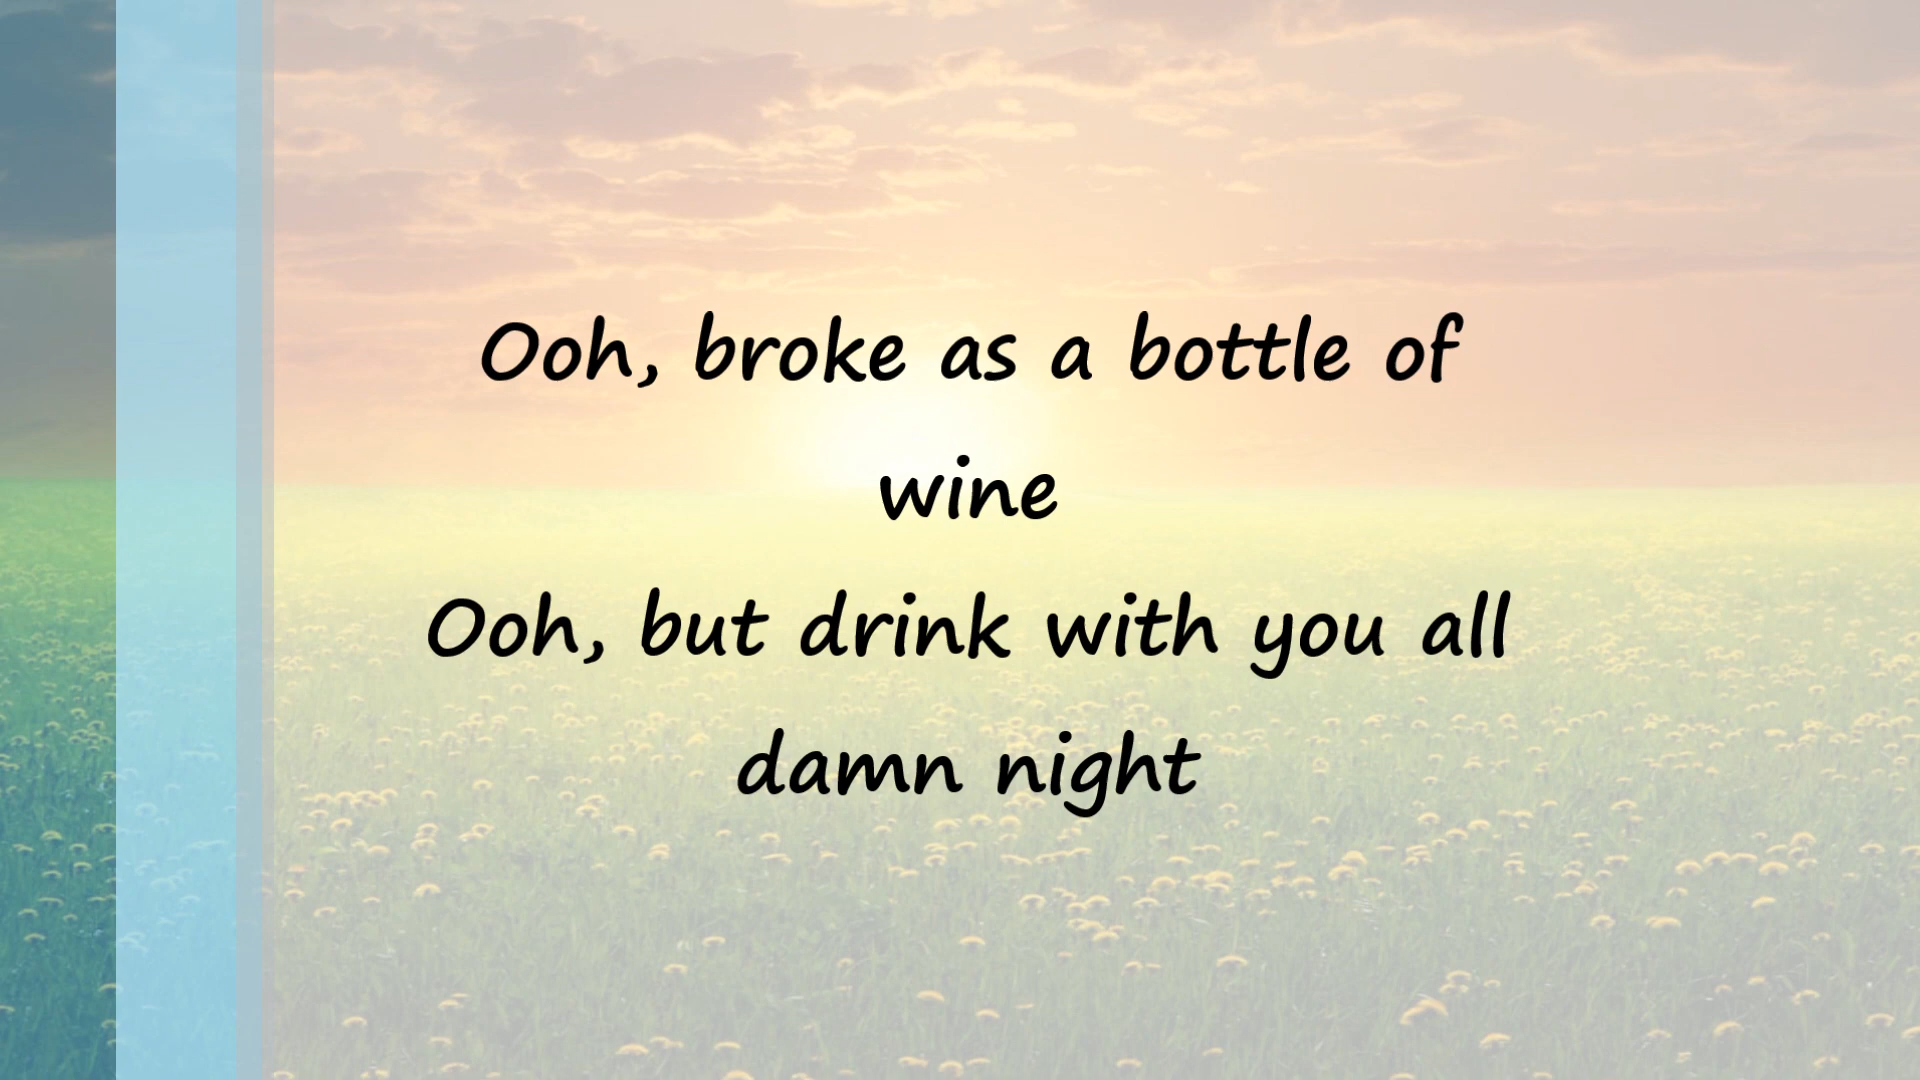 Ooh, broke as a bottle of
wine
Ooh, but drink with you all
damn night